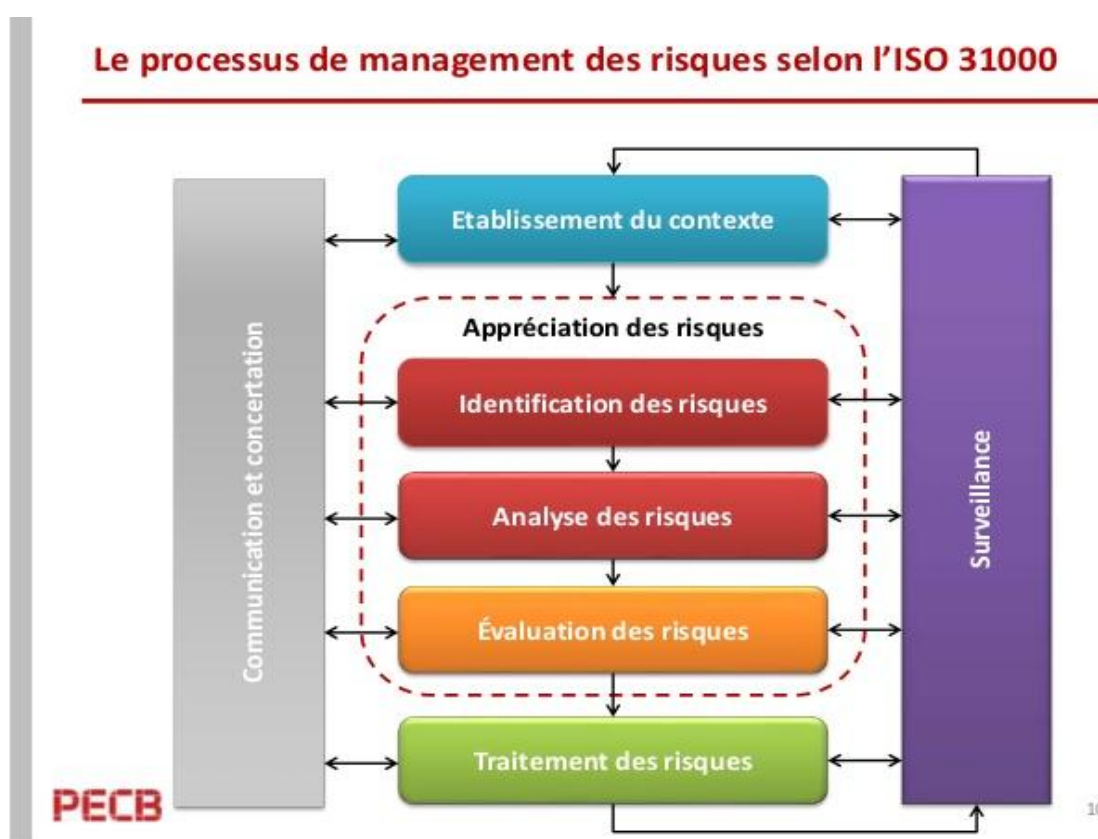 Le processus de management des risques selon l’ISO 31000
Communication et concertation
Etablissement du contexte
Appréciation des risques
Identification des risques
Analyse des risques
Évaluation des risques
Traitement des risques
Surveillance
PECB